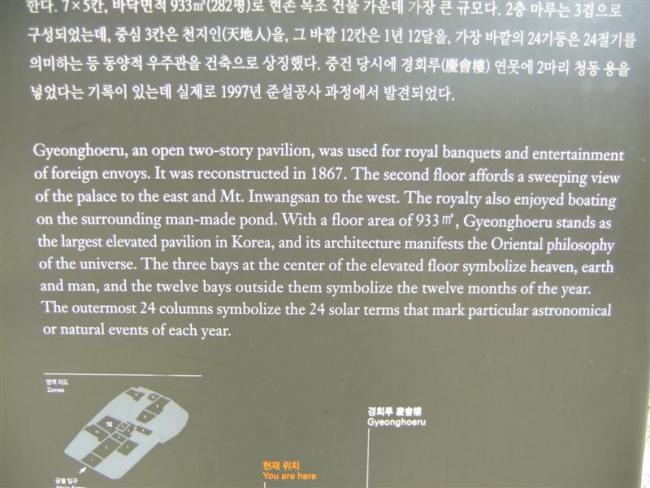 한다. 7×5칸, 바닥면적 933㎡(282평)로 현존 목조 건물 가운데 가장 큰 규모다. 2층 마루는 3겹으로
구성되었는데, 중심 3칸은 천지인(天地人)을, 그 바깥 12칸은 1년 12달을, 가장 바깥의 24기둥은 24절기를
의미하는 등 동양적 우주관을 건축으로 상징했다. 중건 당시에 경회루(慶會樓) 연못에 2마리 청동 용을
넣었다는 기록이 있는데 실제로 1997년 준설공사 과정에서 발견되었다.
Gyeonghoeru, an open two-story pavilion, was used for royal banquets and entertainment
of foreign envoys. It was reconstructed in 1867. The second floor affords a sweeping view
of the palace to the east and Mt. Inwangsan to the west. The royalty also enjoyed boating
on the surrounding man-made pond. With a floor area of 933㎡, Gyeonghoeru stands as
the largest elevated pavilion in Korea, and its architecture manifests the Oriental philosophy
of the universe. The three bays at the center of the elevated floor symbolize heaven, earth
and man, and the twelve bays outside them symbolize the twelve months of the year.
The outermost 24 columns symbolize the 24 solar terms that mark particular astronomical
or natural events of each year.
영역 지도
Zones
12
궁궐 입구
Main Entry
경회루 慶會樓
Gyeonghoeru
현재 위치
You are here